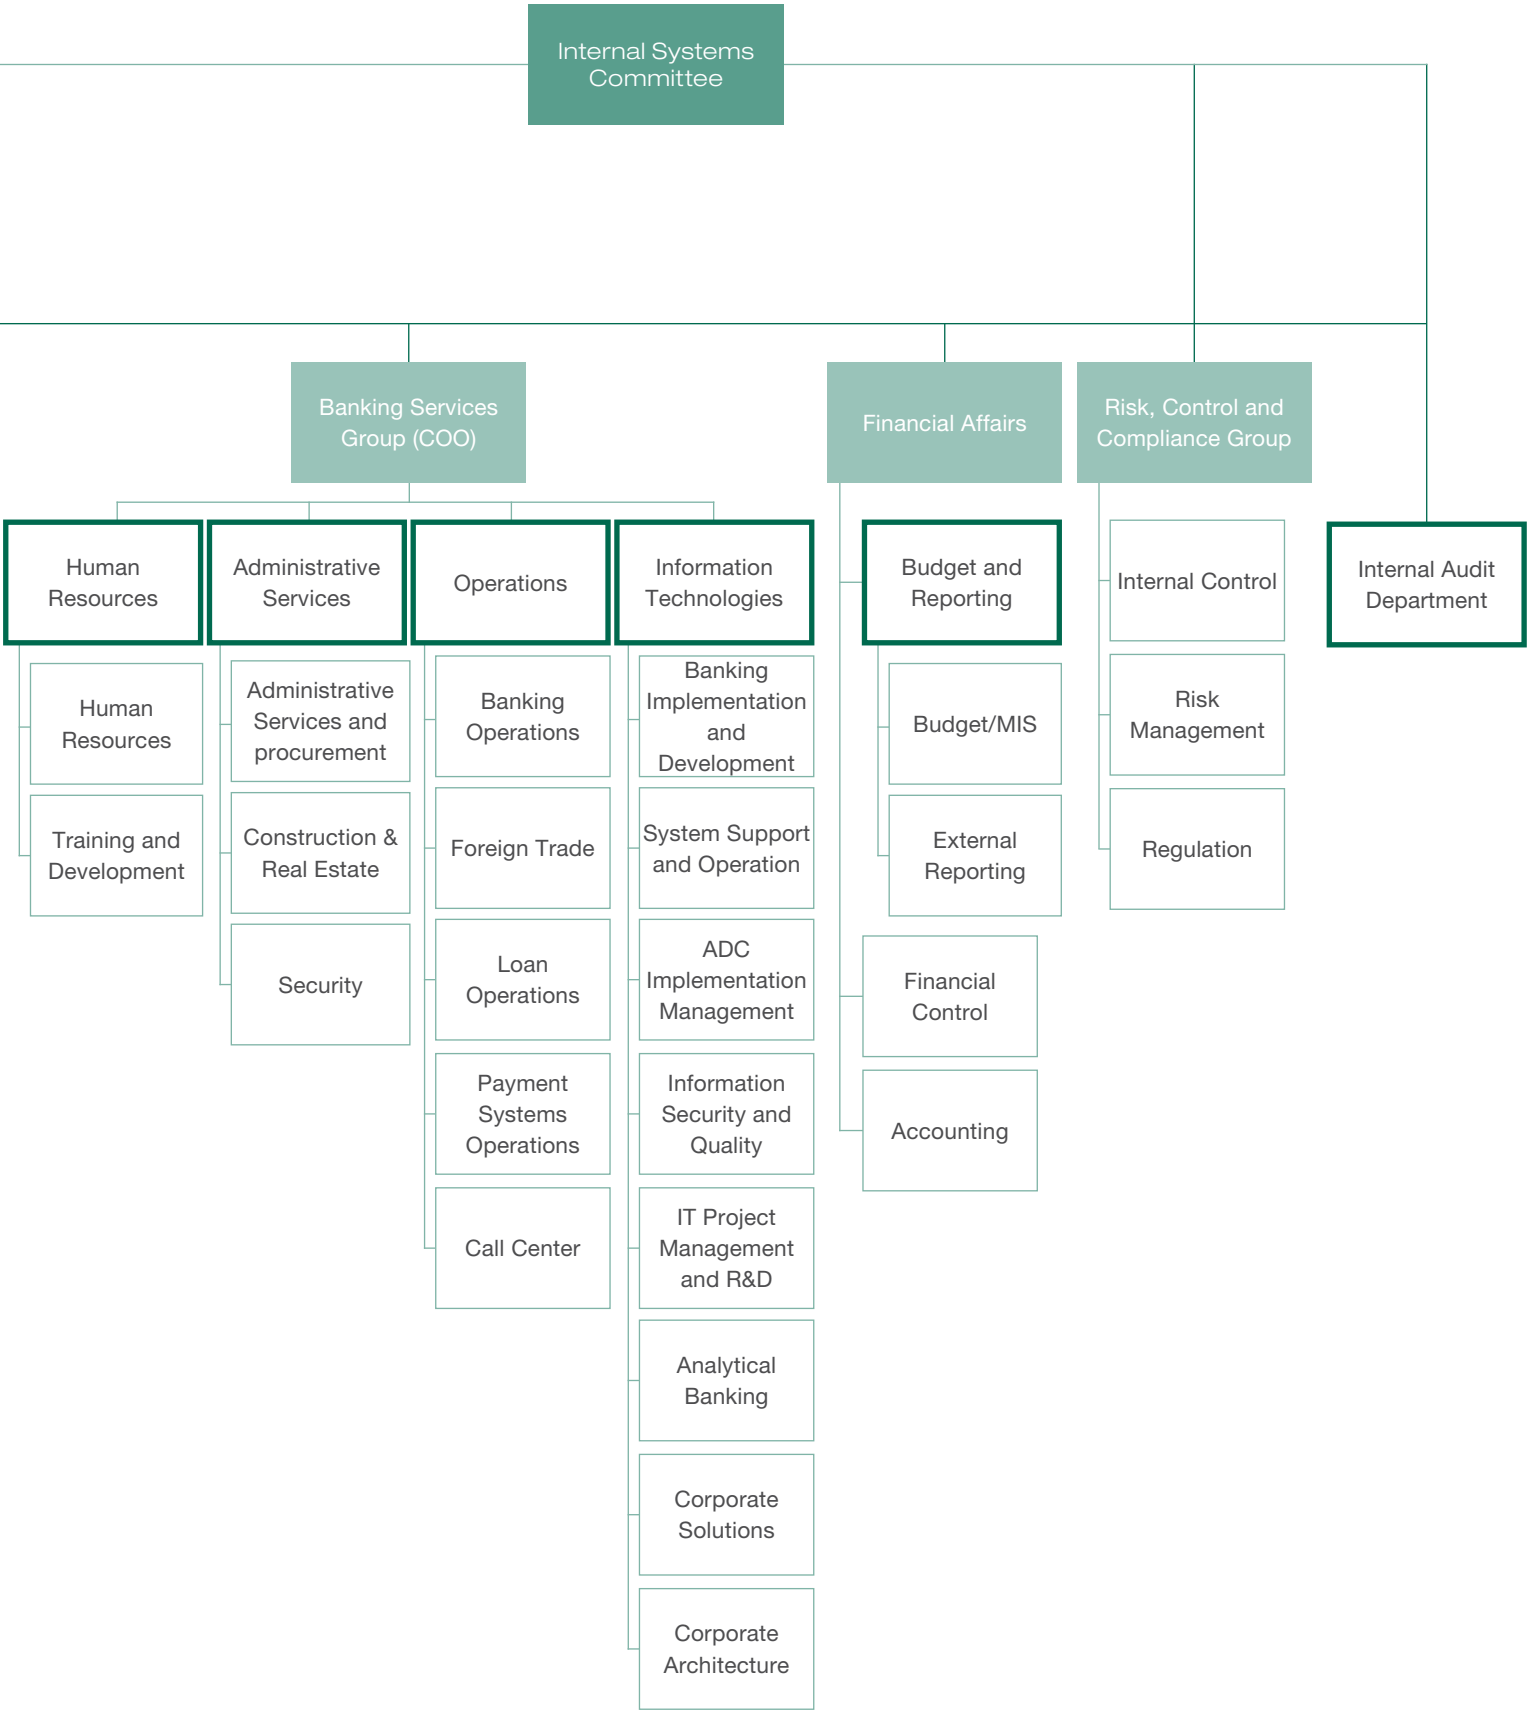 Internal Systems
Committee
Banking Services
Group (COO)
Financial Affairs
Risk, Control and
Compliance Group
Human
Resources
Administrative
Services
Operations
Information
Technologies
Budget and
Reporting
Internal Control
Internal Audit
Department
Human
Resources
Training and
Development
Administrative
Services and
procurement
Construction &
Real Estate
Security
Banking
Operations
Foreign Trade
Loan
Operations
Payment
Systems
Operations
Call Center
Banking
Implementation
and
Development
System Support
and Operation
ADC
Implementation
Management
Information
Security and
Quality
IT Project
Management
and R&D
Analytical
Banking
Corporate
Solutions
Corporate
Architecture
Budget/MIS
External
Reporting
Financial
Control
Accounting
Risk
Management
Regulation